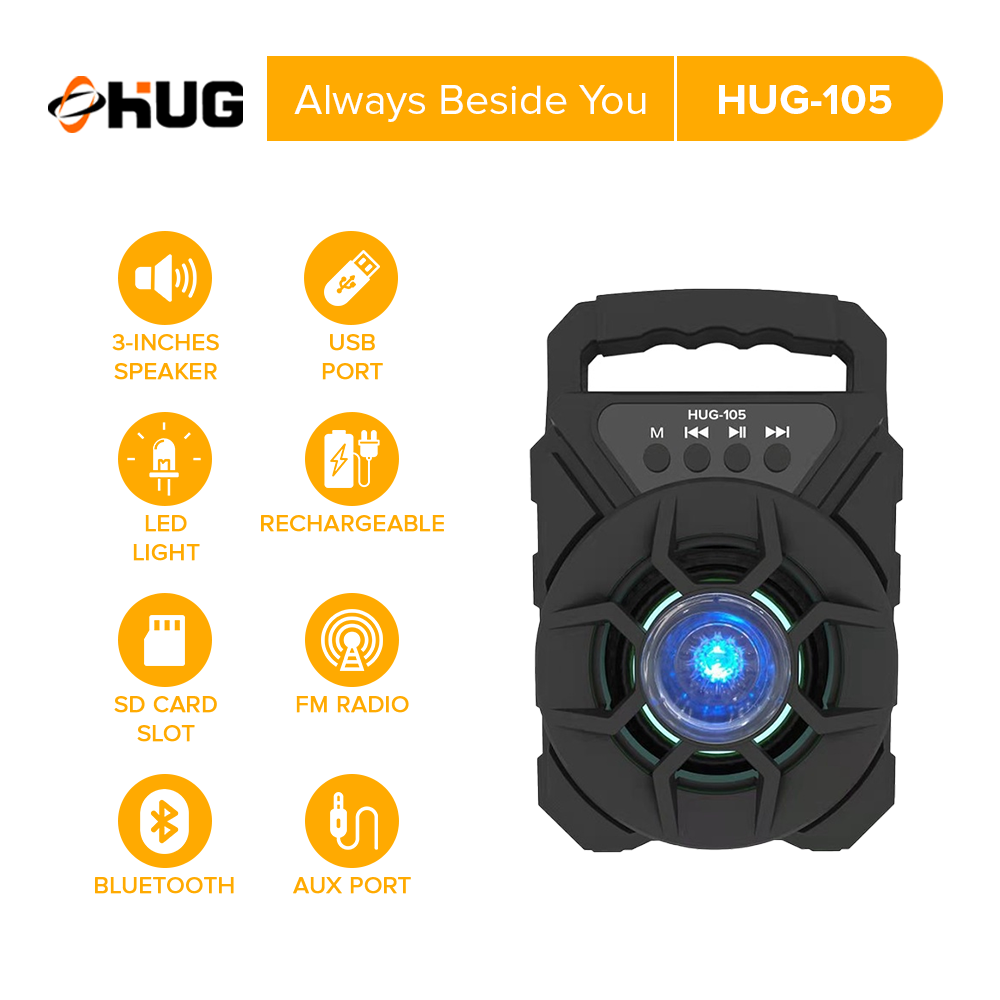 HUG
Always Beside You
HUG-105
3-INCHES
SPEAKER
USB
PORT
LED
LIGHT
RECHARGEABLE
SD CARD
SLOT
FM RADIO
BLUETOOTH
AUX PORT
HUG-105
M